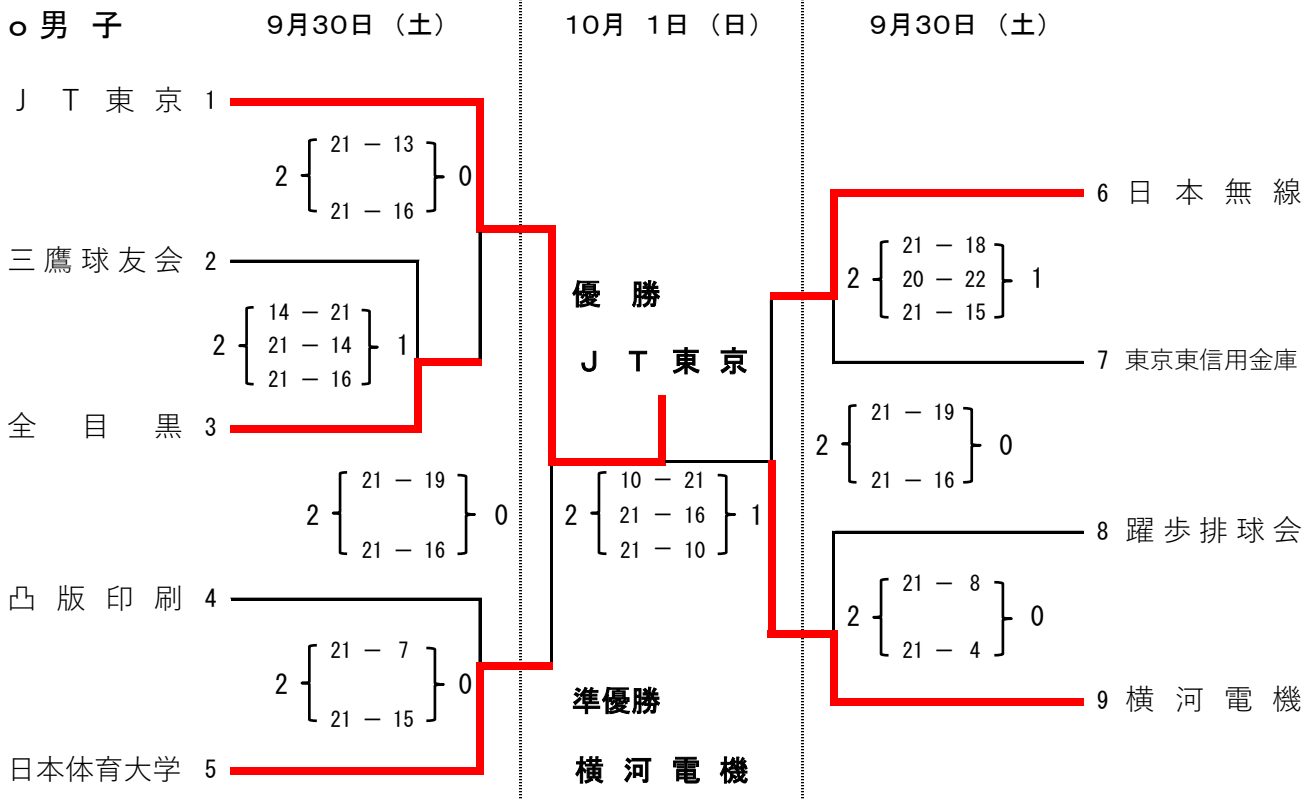 o 男 子
9月30日 (土)
10月 1日 (日)
9月30日 (土)
J T 東 京 1
21 － 13
2 0
21 － 16
三鷹球友会 2
14 － 21
2 21 － 14 1
21 － 16
全 目 黒 3
21 － 19
2 0
21 － 16
凸 版 印 刷 4
21 － 7
2 0
21 － 15
日本体育大学 5
優 勝
J T 東 京
10 － 21
2 21 － 16 1
21 － 10
準優勝
横 河 電 機
6 日 本 無 線
21 － 18
2 20 － 22 1
21 － 15
7 東京東信用金庫
21 － 19
2 0
21 － 16
8 躍歩排球会
21 － 8
2 0
21 － 4
9 横 河 電 機